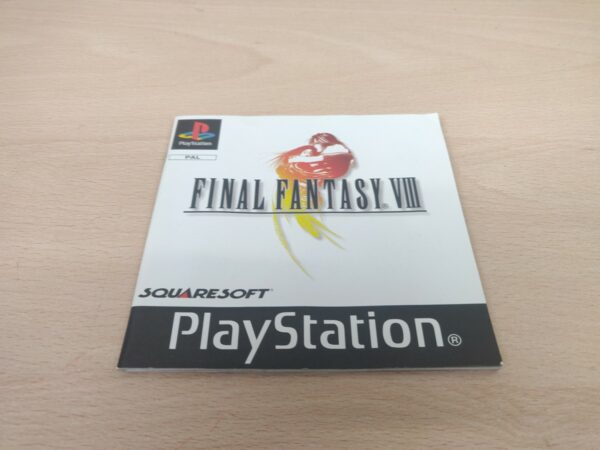 PlayStation
PAL
FINAL FANTASY® VIII
SQUARESOFT®
PlayStation®